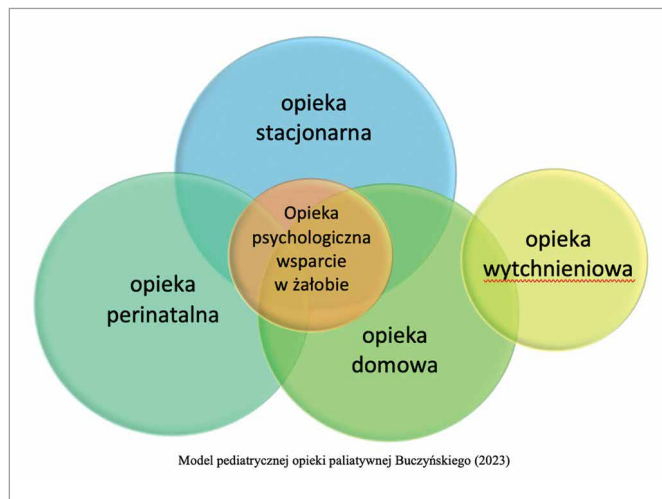 opieka
stacjonarna
Opieka
psychologiczna
wsparcie
w żałobie
opieka
wytchnieniowa
opieka
perinatalna
opieka
domowa
Model pediatrycznej opieki paliatywnej Buczyńskiego (2023)